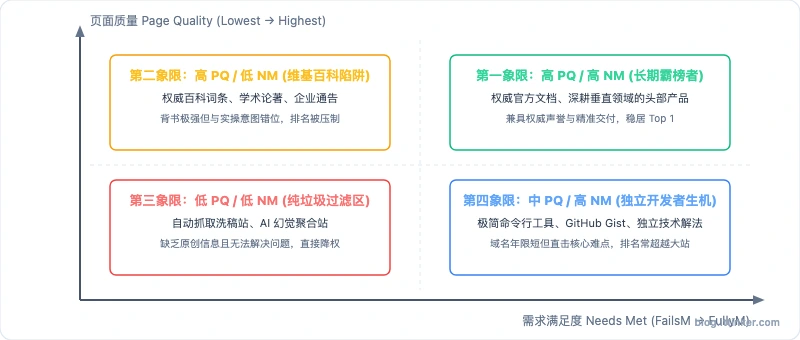 页面质量 Page Quality (Lowest → Highest)
第二象限：高 PQ / 低 NM (维基百科陷阱)
权威百科词条、学术论著、企业通告
背书极强但与实操意图错位，排名被压制
第一象限：高 PQ / 高 NM (长期霸榜者)
权威官方文档、深耕垂直领域的头部产品
兼具权威声誉与精准交付，稳居 Top 1
第三象限：低 PQ / 低 NM (纯垃圾过滤区)
自动抓取洗稿站、AI 幻觉聚合站
缺乏原创信息且无法解决问题，直接降权
第四象限：中 PQ / 高 NM (独立开发者生机)
极简命令行工具、GitHub Gist、独立技术解法
域名年限短但直击核心难点，排名常超越大站
需求满足度 Needs Met (FailsM → FullyM)